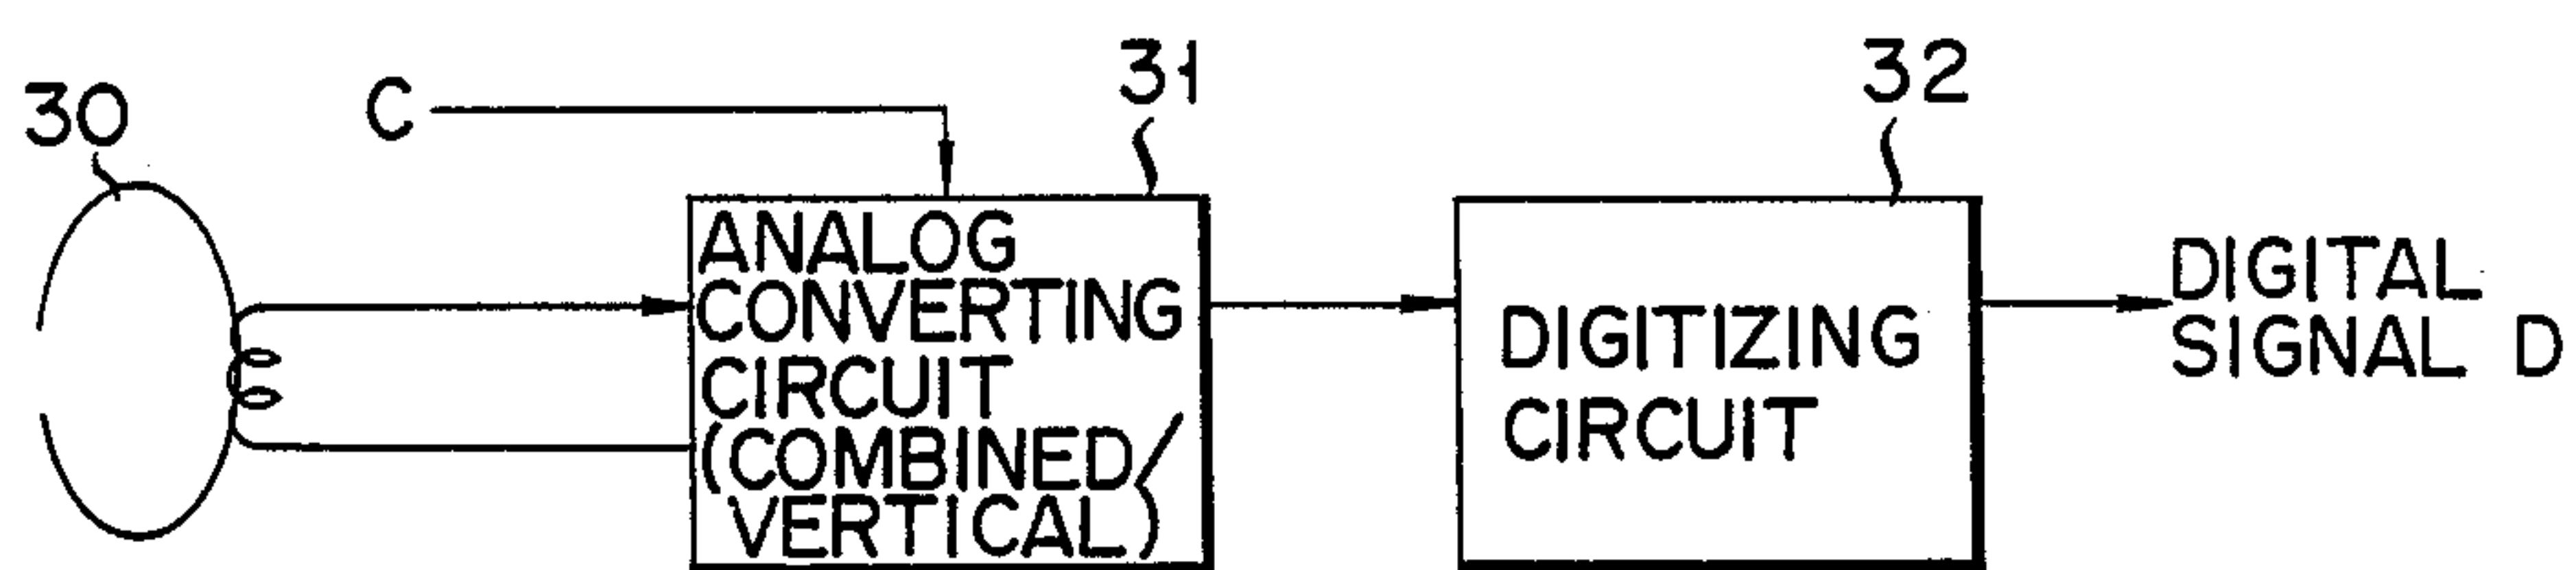 30
C
31
32
ANALOG
CONVERTING
CIRCUIT
(COMBINED/
VERTICAL)
DIGITIZING
CIRCUIT
DIGITAL
SIGNAL D